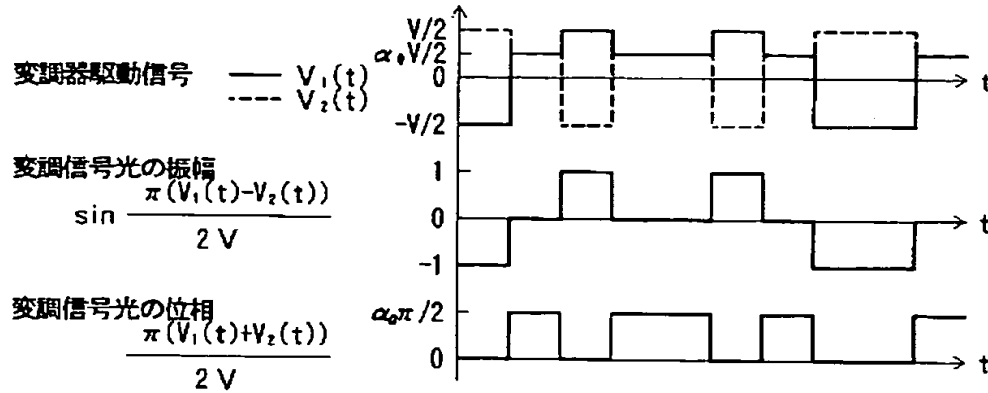 変調器駆動信号
V₁(t)
V₂(t)
V/2
α₀V/2
0
-V/2
t
変調信号光の振幅
sin π(V₁(t)-V₂(t))
2V
1
0
-1
t
変調信号光の位相
π(V₁(t)+V₂(t))
2V
α₀π/2
0
t